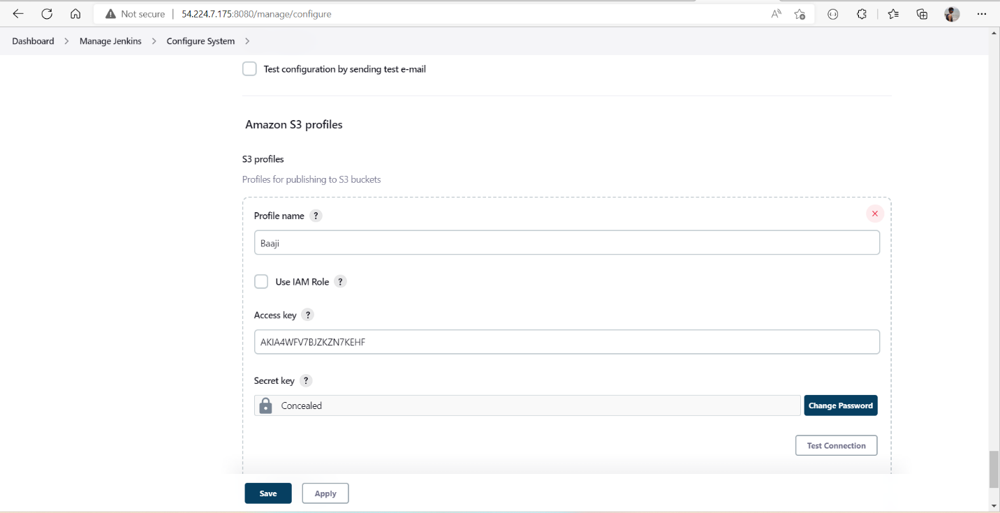 Not secure | 54.224.7.175:8080/manage/configure
Dashboard > Manage Jenkins > Configure System >
Test configuration by sending test e-mail
Amazon S3 profiles
S3 profiles
Profiles for publishing to S3 buckets
Profile name ?
Baaji
Use IAM Role ?
Access key ?
AKIA4WFV7BJZKZN7KEHF
Secret key ?
Concealed
Change Password
Test Connection
Save
Apply